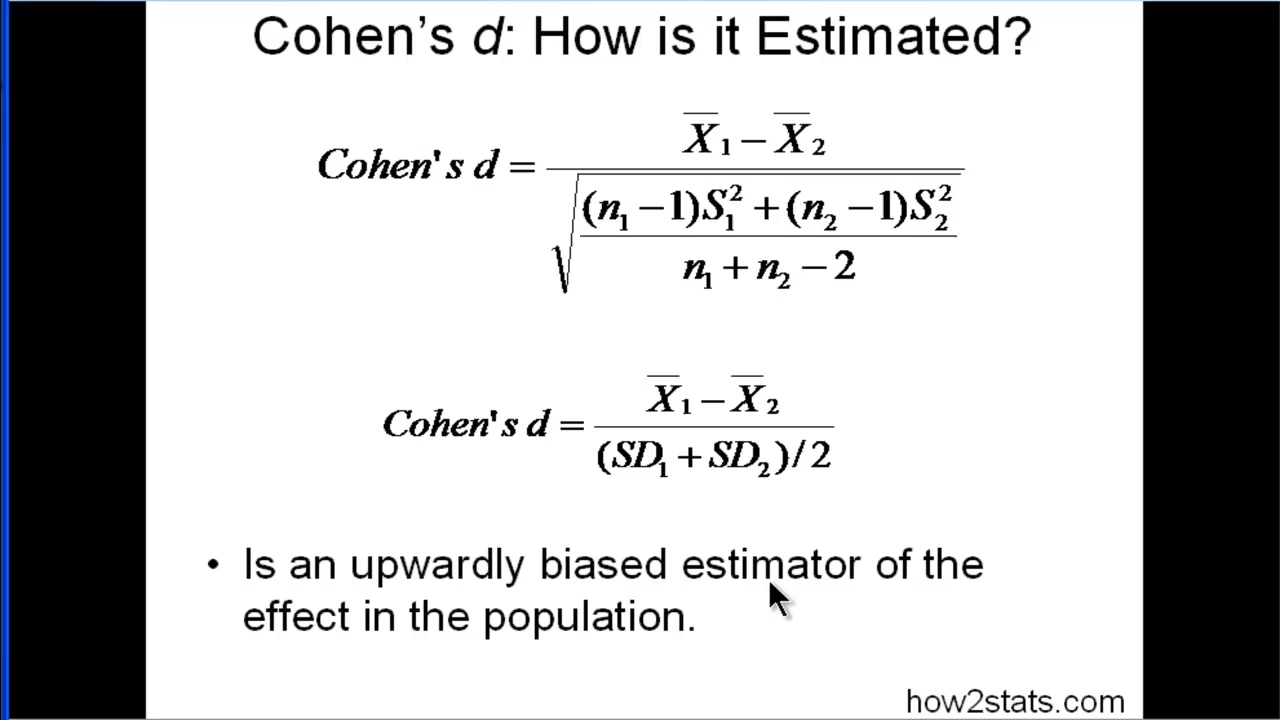 Cohen's d: How is it Estimated?
Cohen's d = (X̅₁ − X̅₂) / √(((n₁ −1)S₁² + (n₂ −1)S₂²) / (n₁ + n₂ − 2))
Cohen's d = (X̅₁ − X̅₂) / ((SD₁ + SD₂)/2)
• Is an upwardly biased estimator of the
effect in the population.
how2stats.com